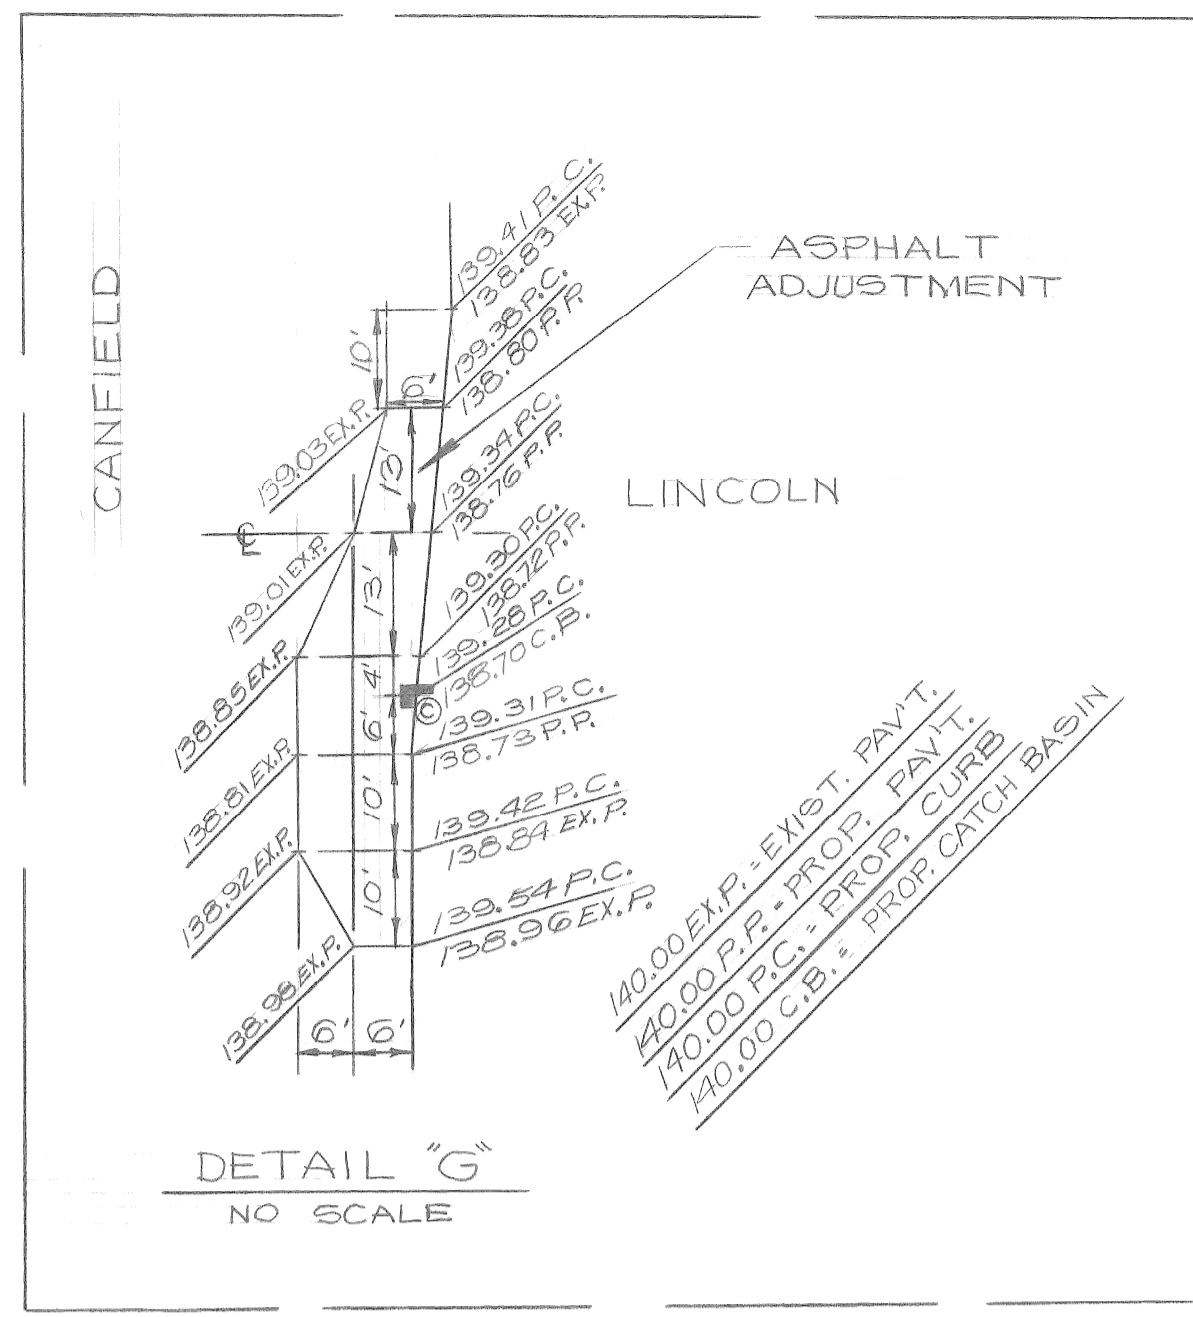 139.41 P.C.
138.83 EX.P.
139.38 P.C.
138.80 P.P.
ASPHALT
ADJUSTMENT
CANFIELD
10'
6'
139.03 EX.P.
13'
139.34 P.C.
138.76 P.P.
LINCOLN
CL
139.01 EX.P.
13'
139.30 P.C.
138.72 P.P.
139.28 P.C.
138.70 C.B.
138.85 EX.P.
4'
6'
©
139.31 P.C.
138.73 P.P.
138.81 EX.P.
10'
139.42 P.C.
138.84 EX.P.
138.92 EX.P.
10'
139.54 P.C.
138.96 EX.P.
138.98 EX.P.
6' 6'
140.00 EX.P. = EXIST. PAV'T.
140.00 P.P. = PROP. PAV'T.
140.00 P.C. = PROP. CURB
140.00 C.B. = PROP. CATCH BASIN
DETAIL "G"
NO SCALE